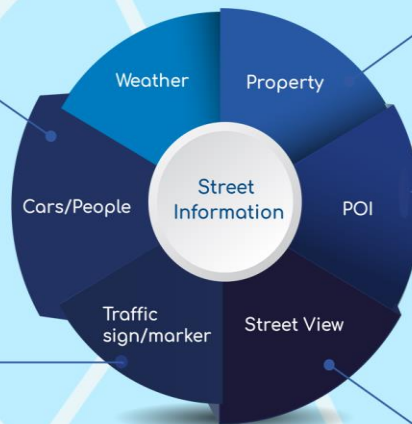 Weather
Property
Street
Information
Cars/People
POI
Traffic
sign/marker
Street View